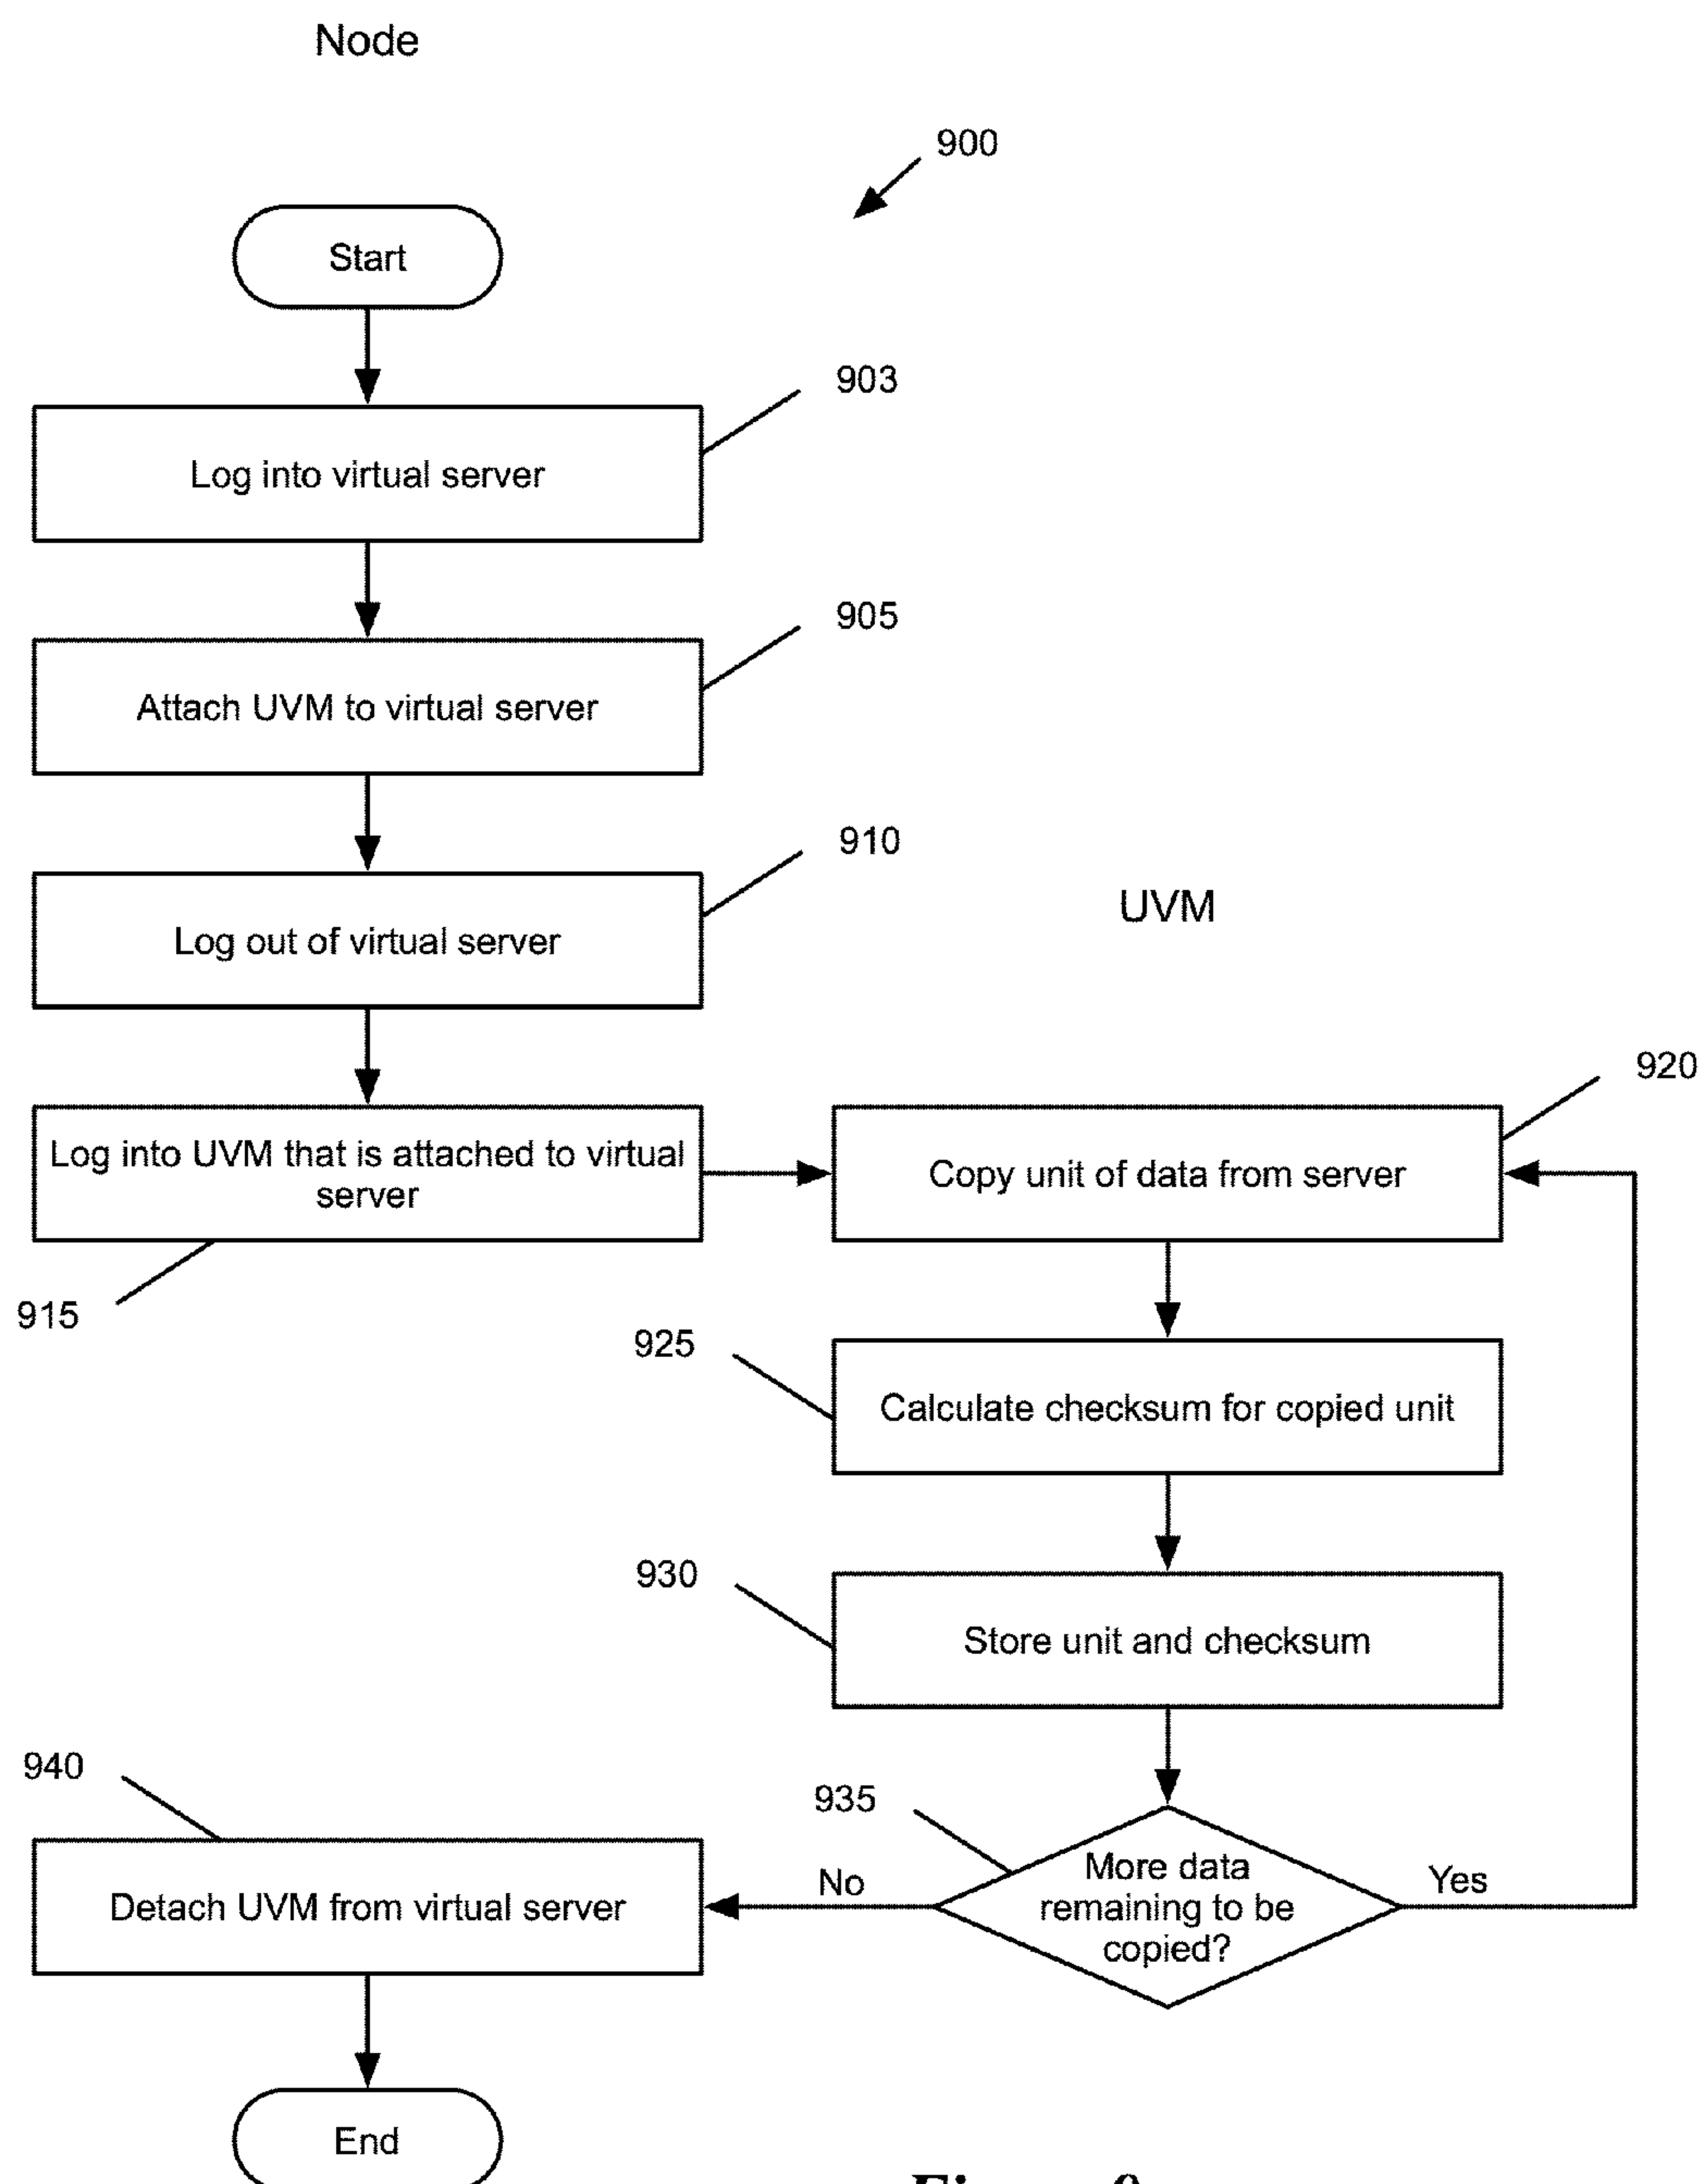 Node
900
Start
903
Log into virtual server
905
Attach UVM to virtual server
910
Log out of virtual server
UVM
920
Log into UVM that is attached to virtual
server
Copy unit of data from server
915
925
Calculate checksum for copied unit
930
Store unit and checksum
940
935
More data
remaining to be
copied?
No
Yes
Detach UVM from virtual server
End